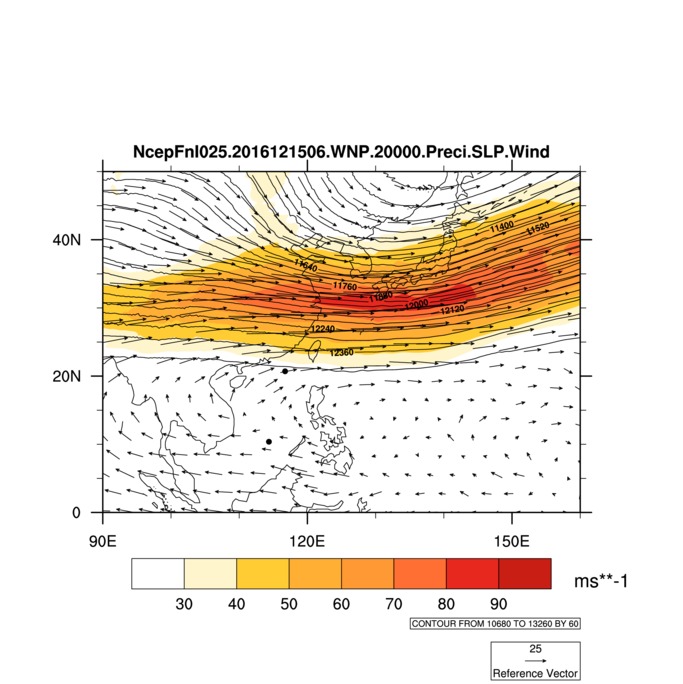 NcepFnl025.2016121506.WNP.20000.Preci.SLP.Wind
40N
20N
0
11400
11520
11640
11760
11880
12000
12120
12240
12360
90E
120E
150E
ms**-1
30 40 50 60 70 80 90
CONTOUR FROM 10680 TO 13260 BY 60
25
Reference Vector